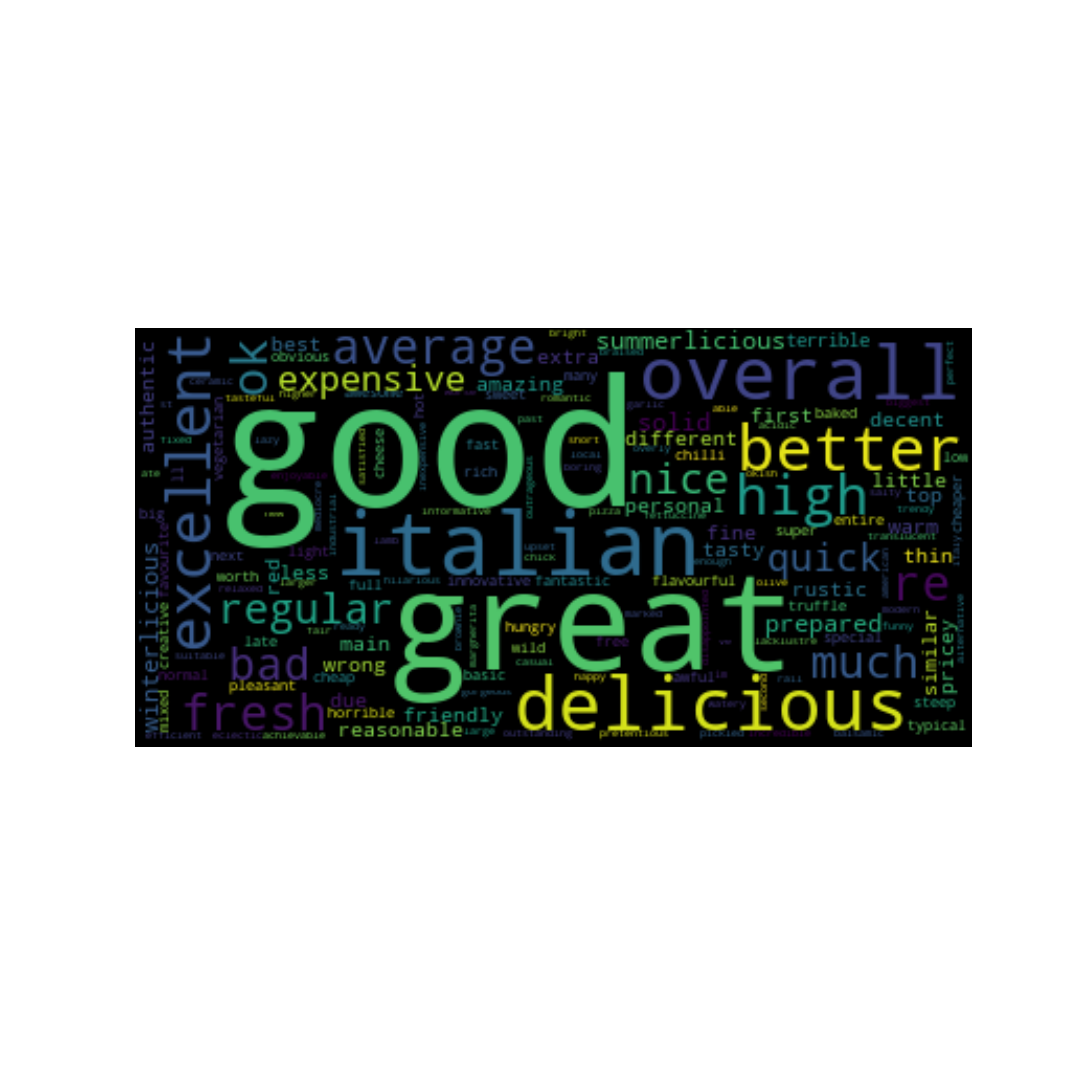 bright
authentic
excellent
ok
best
average
summerlicious
terrible
obvious
extra
overall
perfect
ceramic
expensive
amazing
many
tasteful
higher
sweet
romantic
hot
garlic
able
vegetarian
good
past
solid
first
baked
decent
acidic
fixed
lazy
satisfied
cheese
inexpensive
fast
short
local
different
overly
better
chilli
low
ate
rich
boring
nice
high
little
salty
top
cheaper
trendy
enjoyable
mediocre
industrial
informative
outrageous
pizza
personal
fettuccine
big
favourite
italian
lamb
fine
super
entire
warm
translucent
winterlicious
next
light
upset
chick
tasty
enough
quick
thin
american
worth
red
less
larger
full
hilarious
innovative
fantastic
flavourful
olive
rustic
re
relaxed
creative
regular
great
truffle
modern
alternative
fair
ready
brownie
margherita
hungry
marked
free
prepared
funny
late
main
wild
lacklustre
special
similar
pricey
suitable
bad
wrong
casual
normal
cheap
basic
happy
awful
rail
much
pleasant
gorgeous
second
mixed
fresh
due
horrible
friendly
delicious
watery
steep
reasonable
large
outstanding
pretentious
pickled
balsamic
typical
efficient
eclectic
achievable